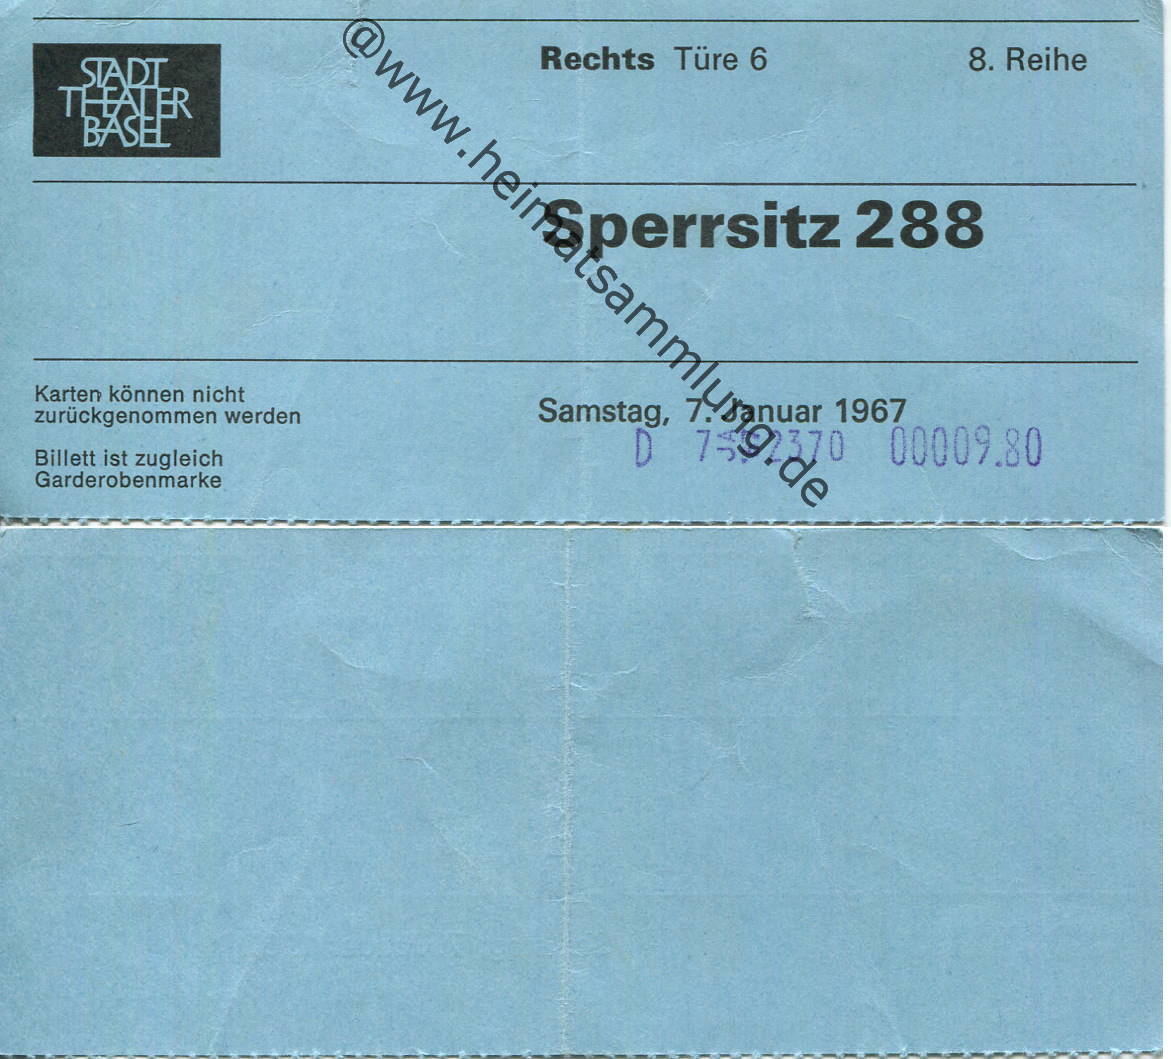 STADT
THEATER
BASEL
Rechts Türe 6
8. Reihe
Sperrsitz 288
Karten können nicht
zurückgenommen werden
Billett ist zugleich
Garderobenmarke
Samstag, 7. Januar 1967
D 2370 00009.80
@www.heimatsammlung.de